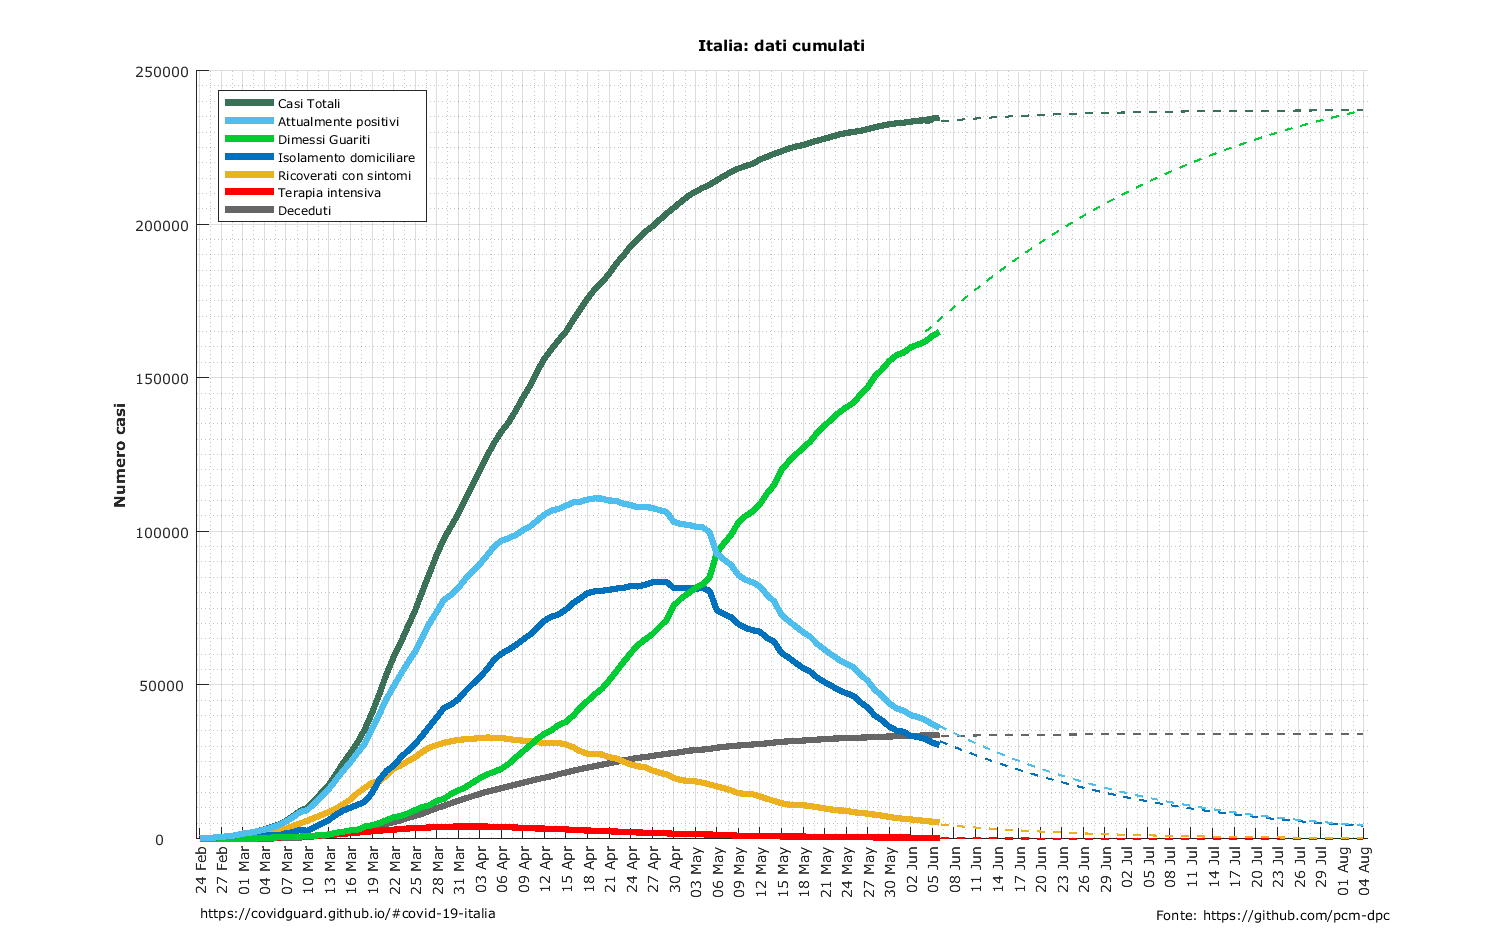 Italia: dati cumulati
250000
200000
150000
100000
50000
0
Numero casi
Casi Totali
Attualmente positivi
Dimessi Guariti
Isolamento domiciliare
Ricoverati con sintomi
Terapia intensiva
Deceduti
24 Feb
27 Feb
01 Mar
04 Mar
07 Mar
10 Mar
13 Mar
16 Mar
19 Mar
22 Mar
25 Mar
28 Mar
31 Mar
03 Apr
06 Apr
09 Apr
12 Apr
15 Apr
18 Apr
21 Apr
24 Apr
27 Apr
30 Apr
03 May
06 May
09 May
12 May
15 May
18 May
21 May
24 May
27 May
30 May
02 Jun
05 Jun
08 Jun
11 Jun
14 Jun
17 Jun
20 Jun
23 Jun
26 Jun
29 Jun
02 Jul
05 Jul
08 Jul
11 Jul
14 Jul
17 Jul
20 Jul
23 Jul
26 Jul
29 Jul
01 Aug
04 Aug
https://covidguard.github.io/#covid-19-italia
Fonte: https://github.com/pcm-dpc